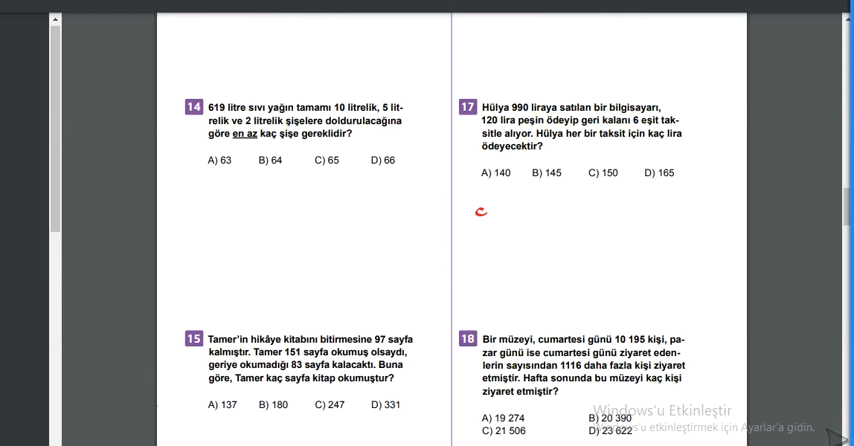 14 619 litre sıvı yağın tamamı 10 litrelik, 5 lit-
relik ve 2 litrelik şişelere doldurulacağına
göre en az kaç şişe gereklidir?
A) 63 B) 64 C) 65 D) 66
15 Tamer'in hikâye kitabını bitirmesine 97 sayfa
kalmıştır. Tamer 151 sayfa okumuş olsaydı,
geriye okumadığı 83 sayfa kalacaktı. Buna
göre, Tamer kaç sayfa kitap okumuştur?
A) 137 B) 180 C) 247 D) 331
17 Hülya 990 liraya satılan bir bilgisayarı,
120 lira peşin ödeyip geri kalanı 6 eşit tak-
sitle alıyor. Hülya her bir taksit için kaç lira
ödeyecektir?
A) 140 B) 145 C) 150 D) 165
c
18 Bir müzeyi, cumartesi günü 10 195 kişi, pa-
zar günü ise cumartesi günü ziyaret eden-
lerin sayısından 1116 daha fazla kişi ziyaret
etmiştir. Hafta sonunda bu müzeyi kaç kişi
ziyaret etmiştir?
A) 19 274 B) 20 390
C) 21 506 D) 23 622
Windows'u Etkinleştir
Windows'u etkinleştirmek için Ayarlar'a gidin.